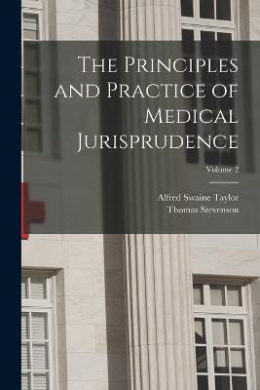 The Principles
and Practice of
Medical
Jurisprudence
Volume 2
Alfred Swaine Taylor
Thomas Stevenson